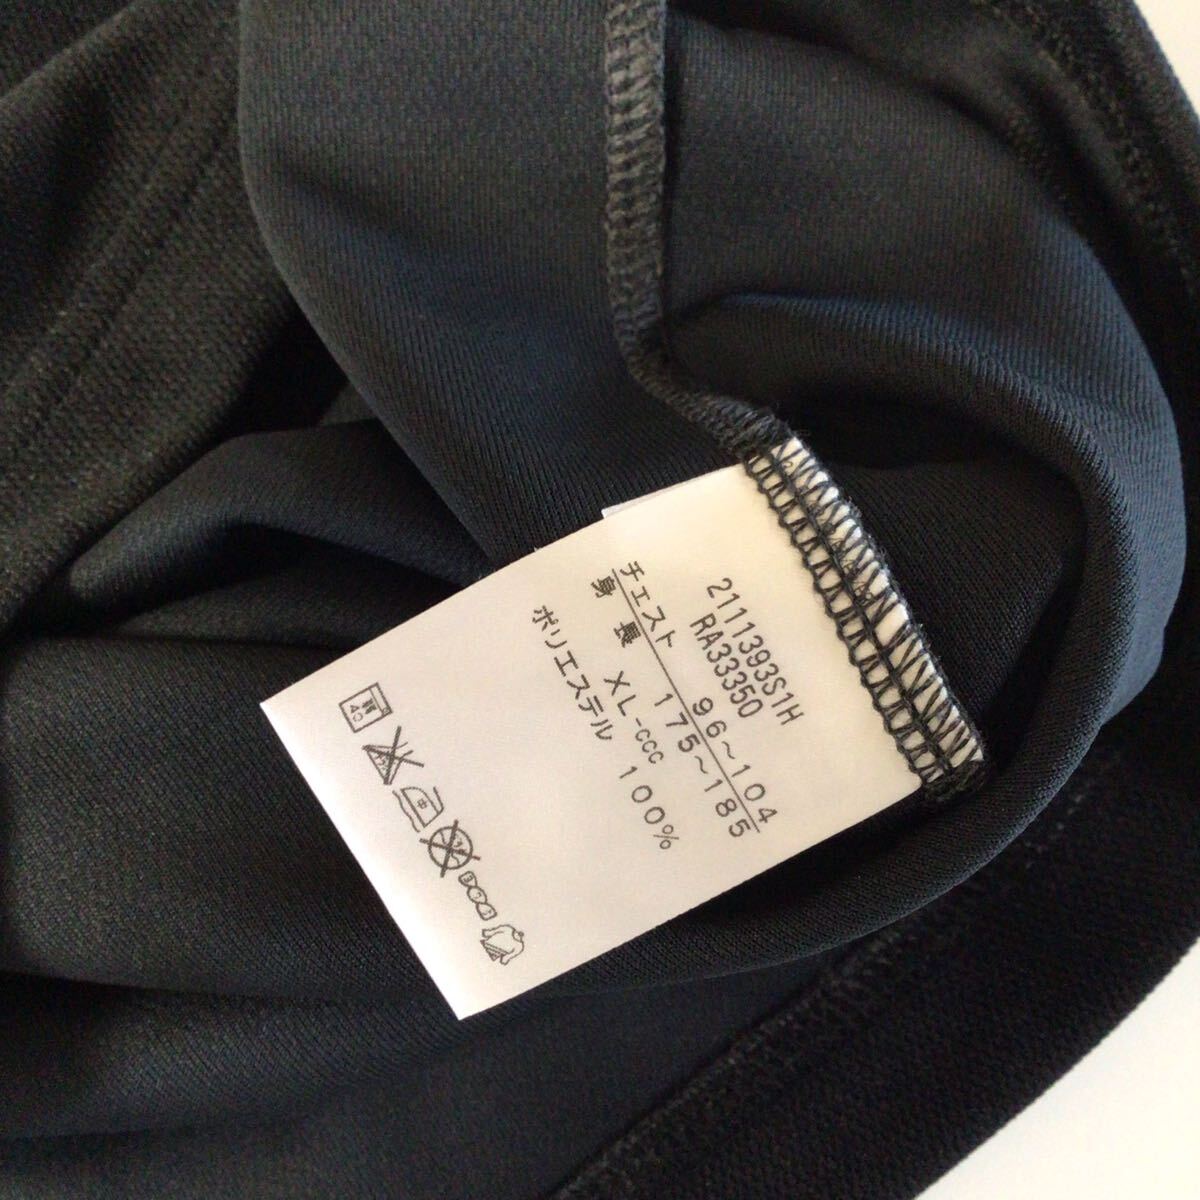 2111393S1H
RA33350
チェスト 96～104
身長 175～185
XL-ccc
ポリエステル 100%
40